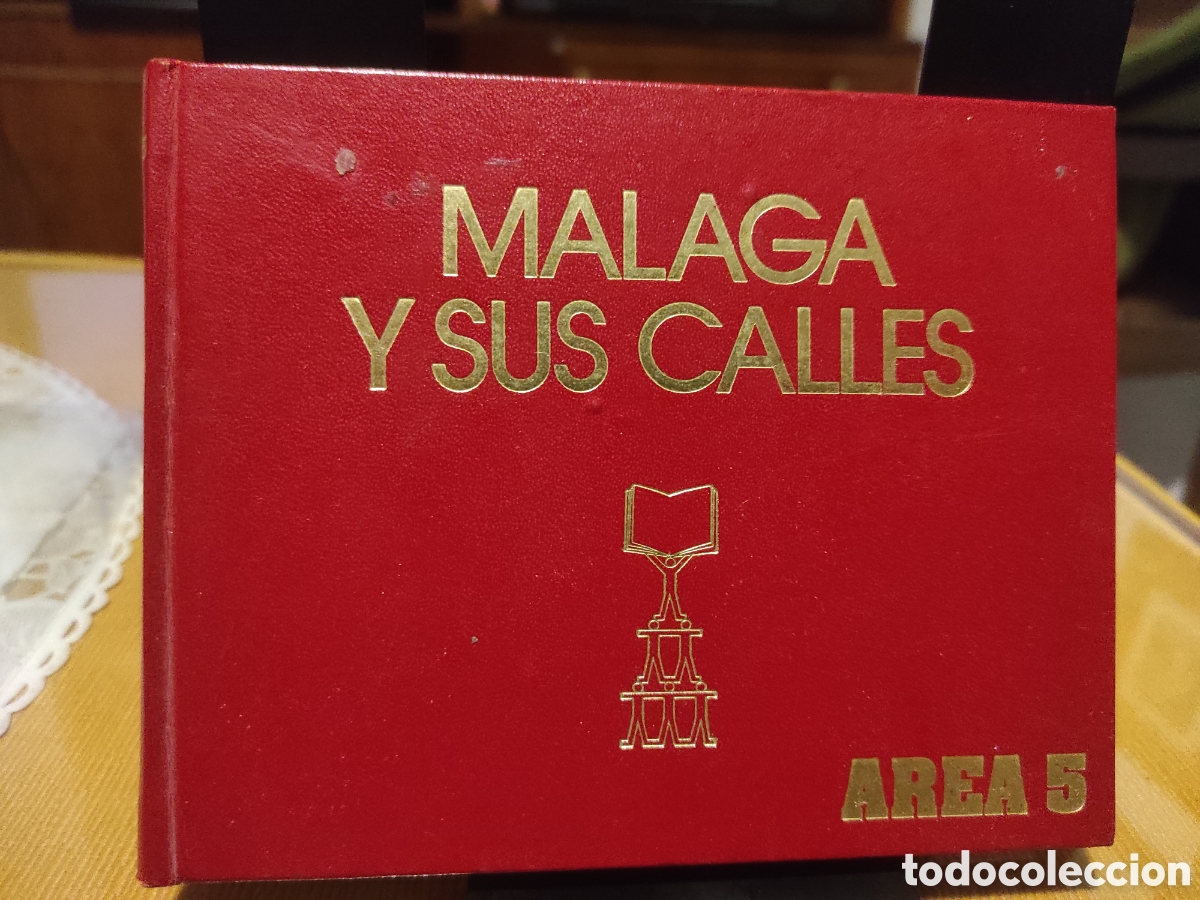 MALAGA
Y SUS CALLES
AREA 5
todocoleccion